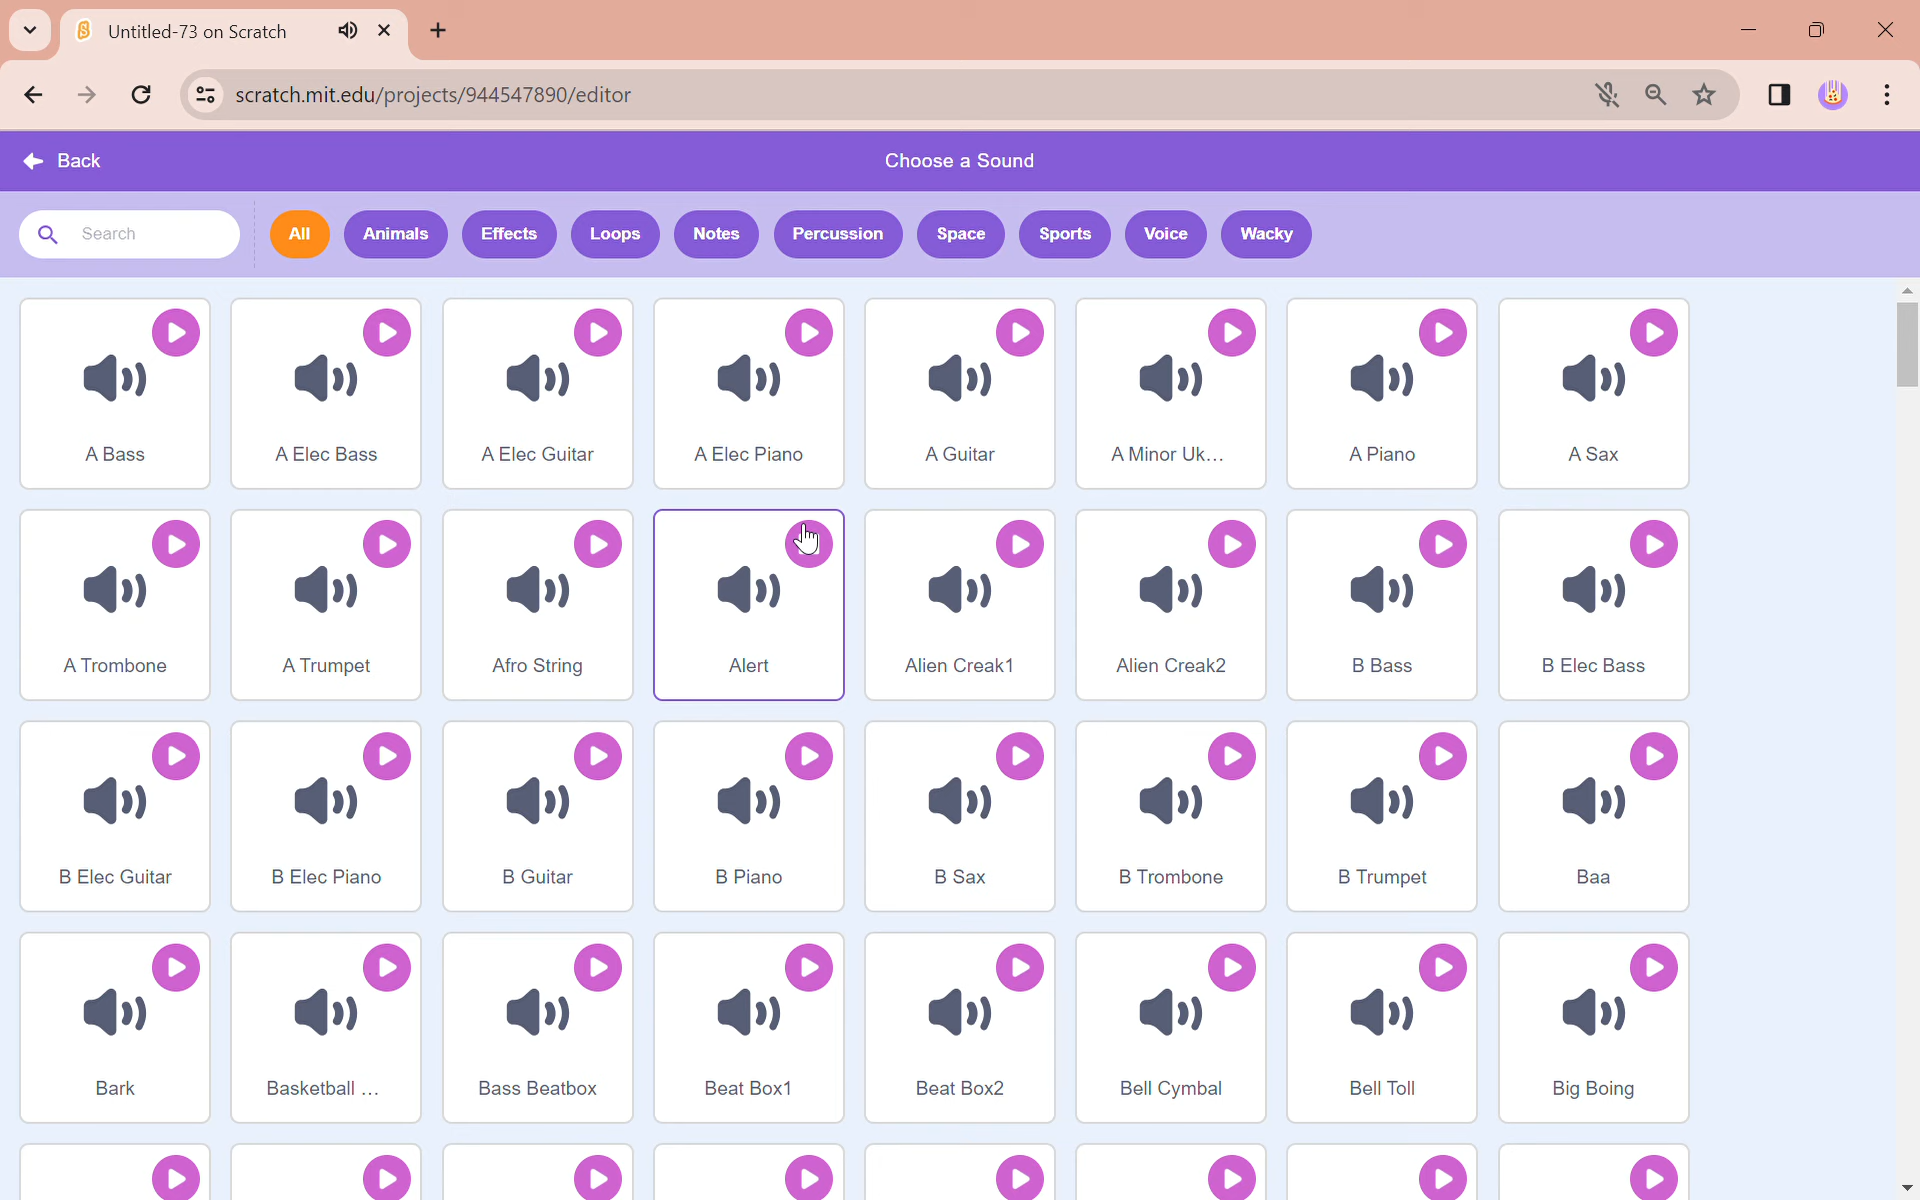 Untitled-73 on Scratch
scratch.mit.edu/projects/944547890/editor
Back
Choose a Sound
Search
All
Animals
Effects
Loops
Notes
Percussion
Space
Sports
Voice
Wacky
A Bass
A Elec Bass
A Elec Guitar
A Elec Piano
A Guitar
A Minor Uk...
A Piano
A Sax
A Trombone
A Trumpet
Afro String
Alert
Alien Creak1
Alien Creak2
B Bass
B Elec Bass
B Elec Guitar
B Elec Piano
B Guitar
B Piano
B Sax
B Trombone
B Trumpet
Baa
Bark
Basketball ...
Bass Beatbox
Beat Box1
Beat Box2
Bell Cymbal
Bell Toll
Big Boing